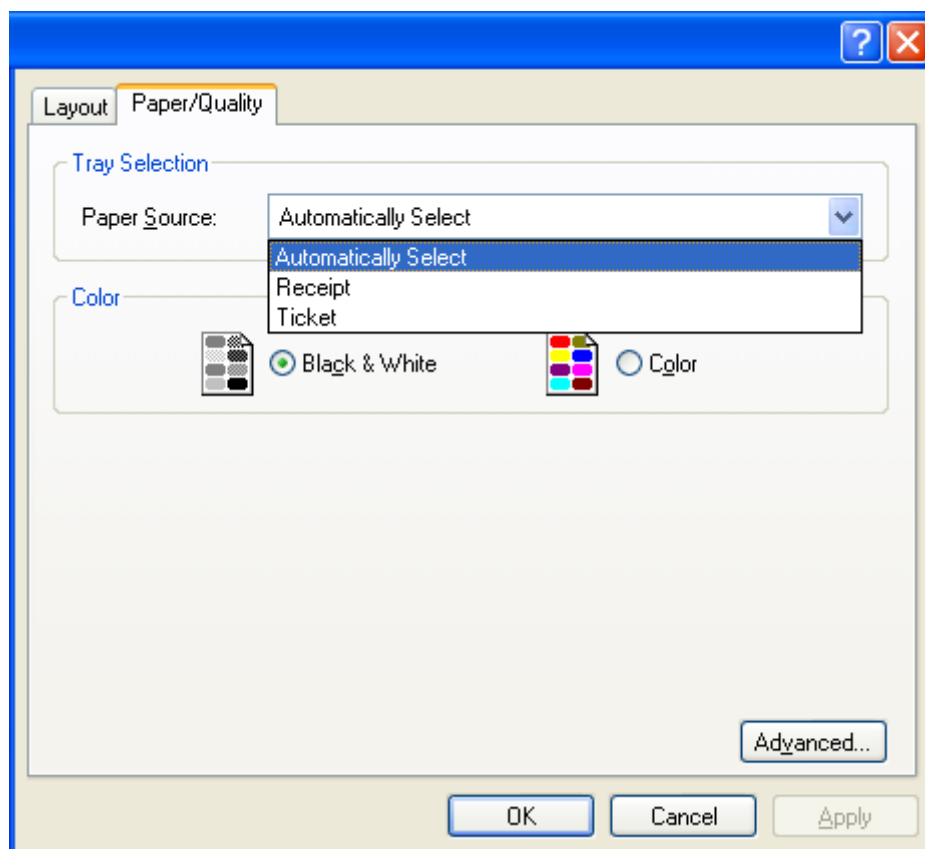 ?
Layout
Paper/Quality
Tray Selection
Paper Source:
Automatically Select
Automatically Select
Receipt
Ticket
Color
Black & White
Color
Advanced...
OK
Cancel
Apply